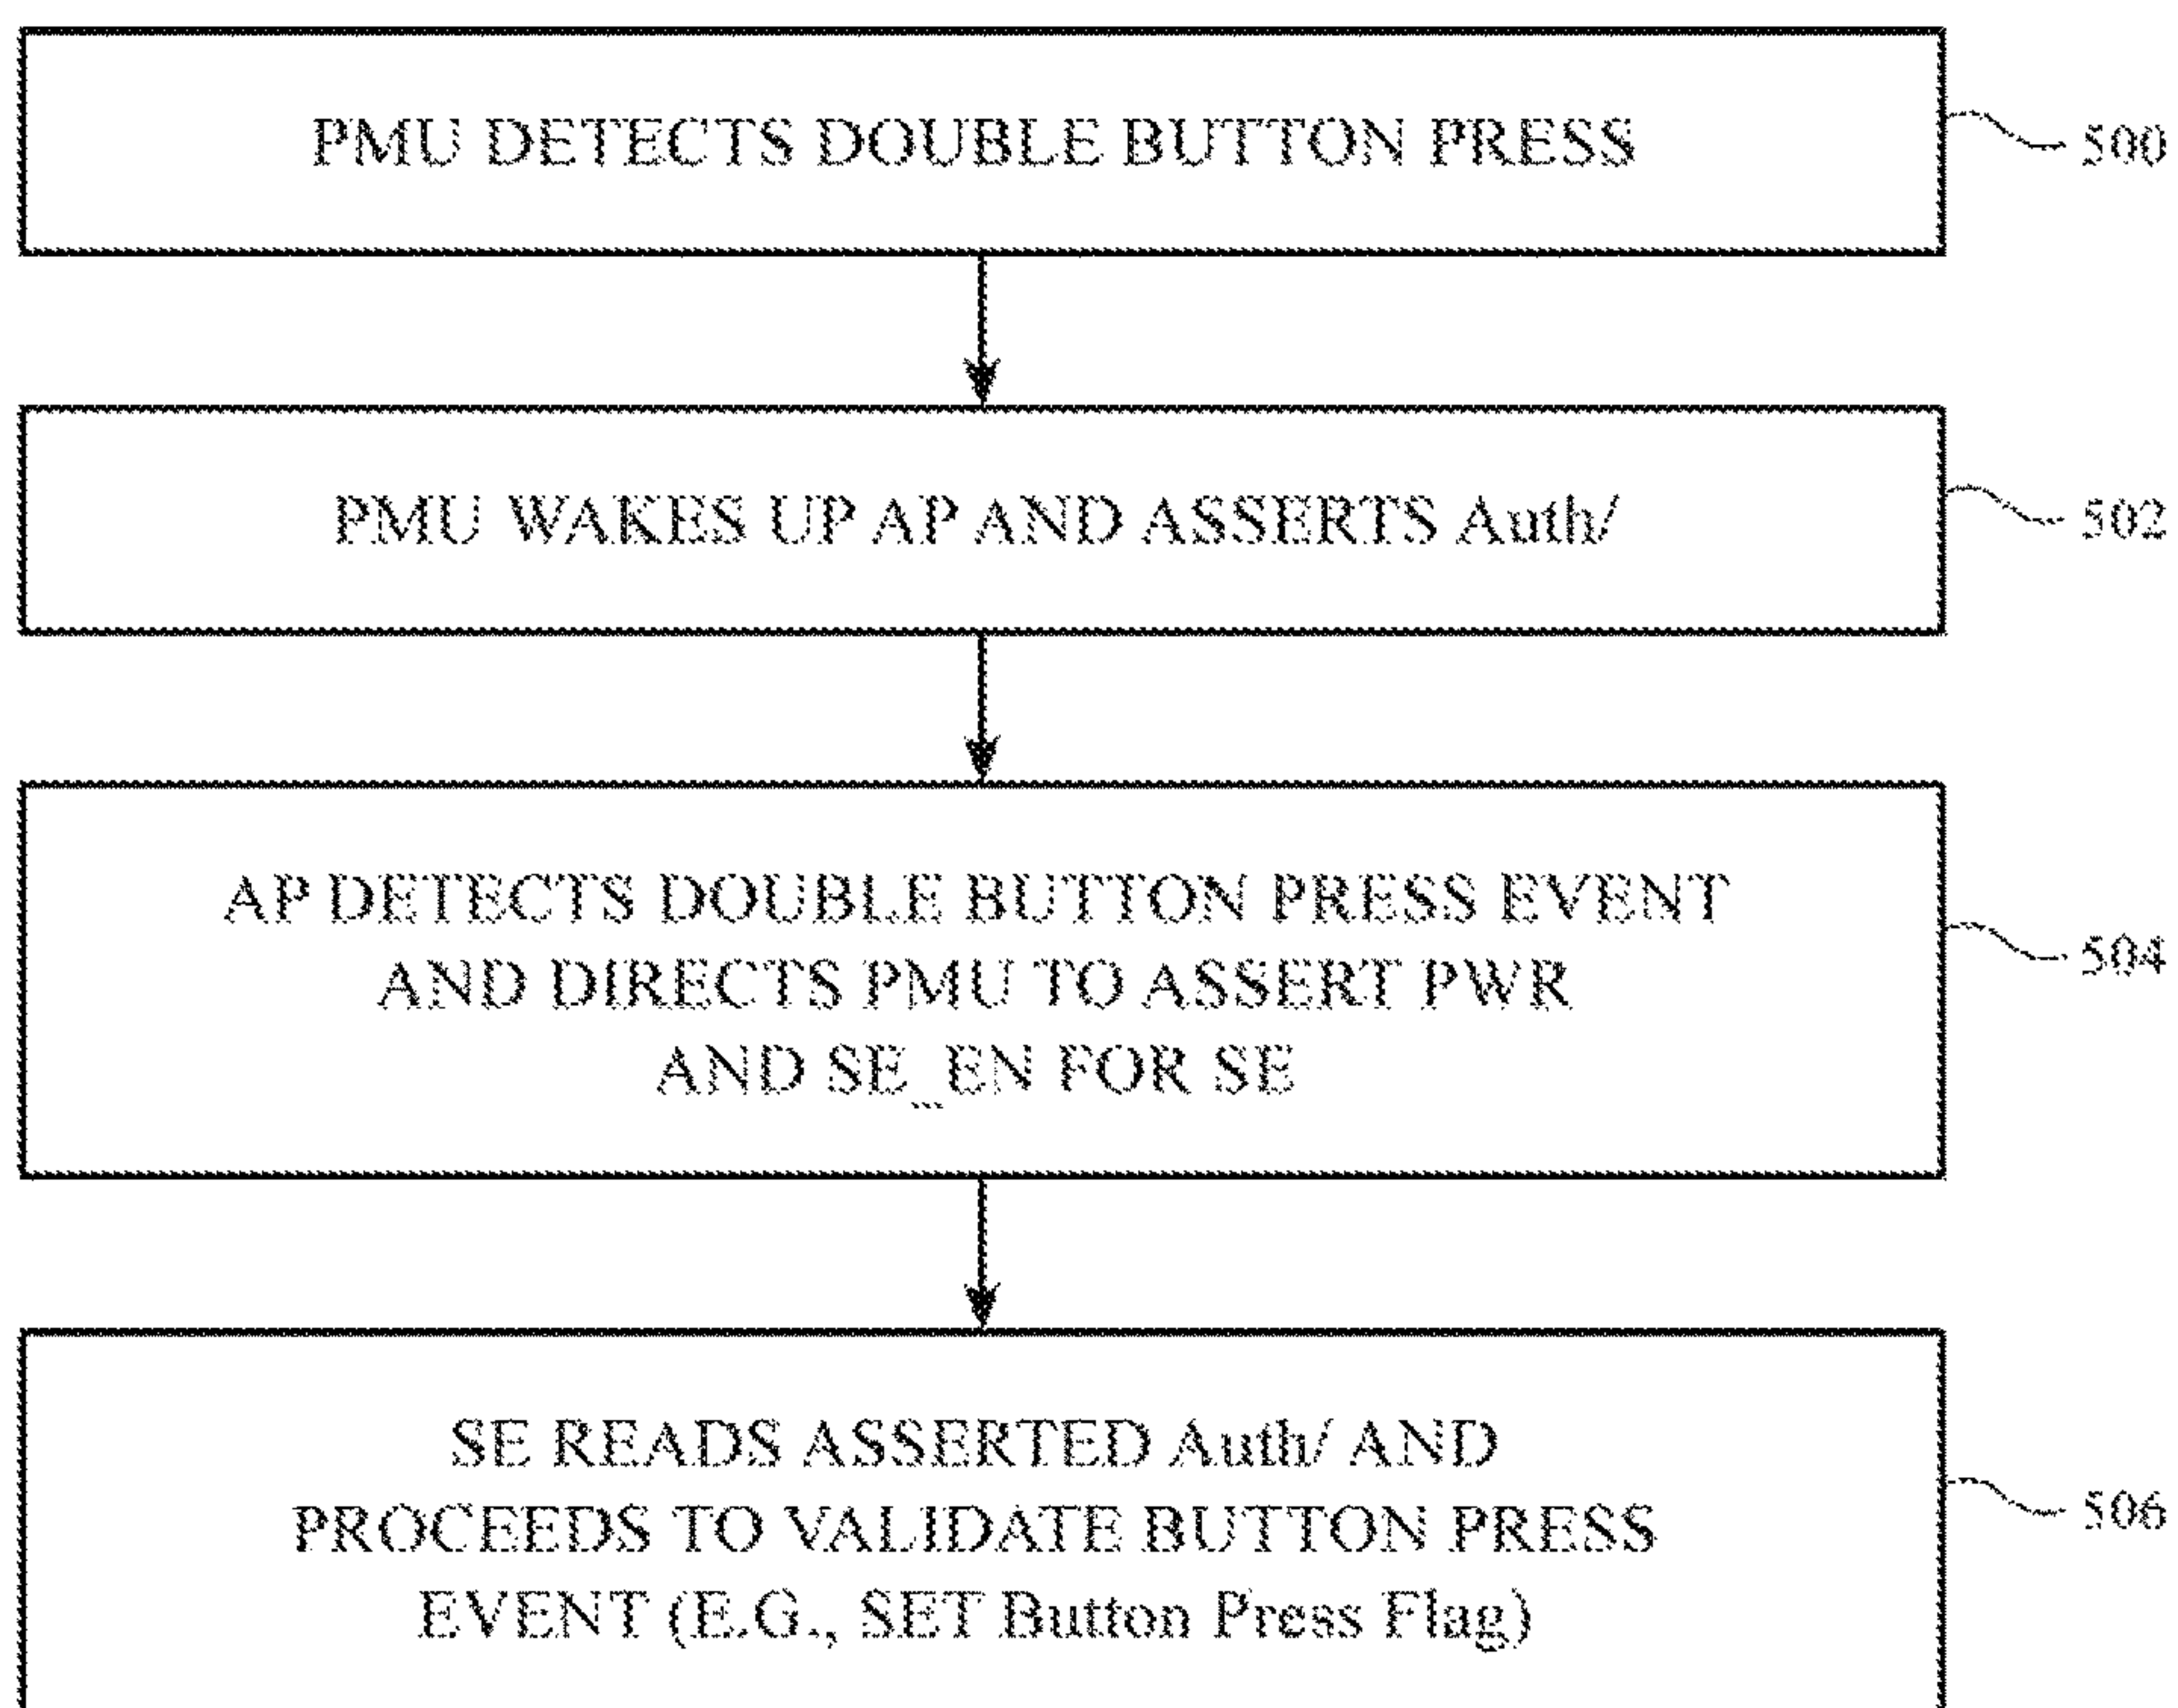 PMU DETECTS DOUBLE BUTTON PRESS
500
PMU WAKES UP AP AND ASSERTS Auth/
502
AP DETECTS DOUBLE BUTTON PRESS EVENT
AND DIRECTS PMU TO ASSERT PWR
AND SE_EN FOR SE
504
SE READS ASSERTED Auth/ AND
PROCEEDS TO VALIDATE BUTTON PRESS
EVENT (E.G., SET Button Press Flag)
506